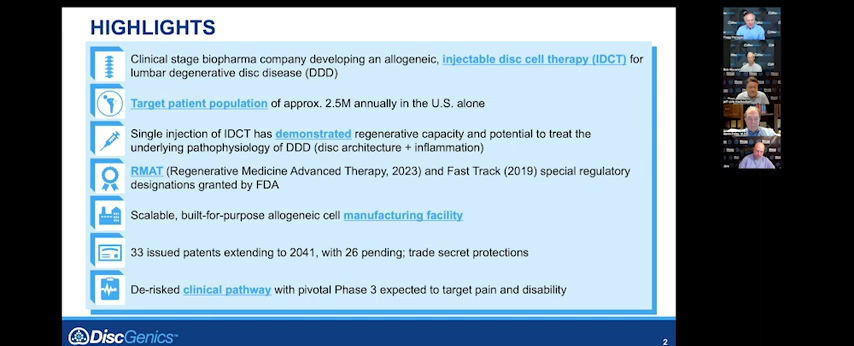 HIGHLIGHTS
Clinical stage biopharma company developing an allogeneic, injectable disc cell therapy (IDCT) for
lumbar degenerative disc disease (DDD)
Target patient population of approx. 2.5M annually in the U.S. alone
Single injection of IDCT has demonstrated regenerative capacity and potential to treat the
underlying pathophysiology of DDD (disc architecture + inflammation)
RMAT (Regenerative Medicine Advanced Therapy, 2023) and Fast Track (2019) special regulatory
designations granted by FDA
Scalable, built-for-purpose allogeneic cell manufacturing facility
33 issued patents extending to 2041, with 26 pending; trade secret protections
De-risked clinical pathway with pivotal Phase 3 expected to target pain and disability
DiscGenics
2